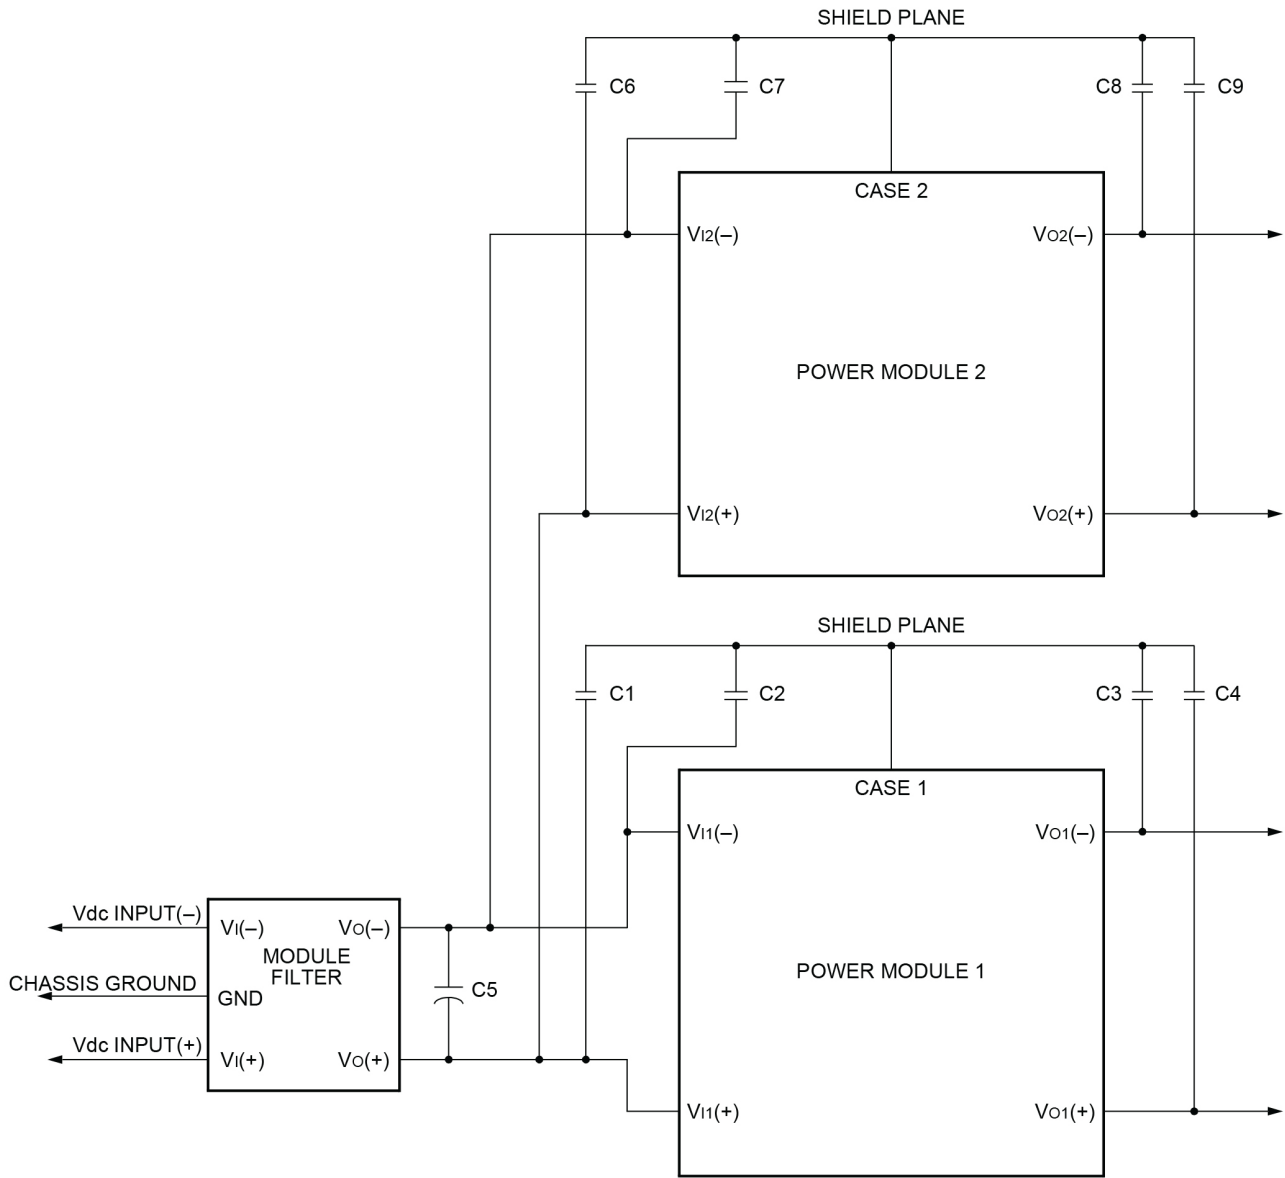 SHIELD PLANE
C6
C7
C8
C9
CASE 2
VI2(–)
VO2(–)
POWER MODULE 2
VI2(+)
VO2(+)
SHIELD PLANE
C1
C2
C3
C4
CASE 1
VI1(–)
VO1(–)
Vdc INPUT(–)
VI(–)
VO(–)
MODULE
FILTER
POWER MODULE 1
CHASSIS GROUND
GND
C5
Vdc INPUT(+)
VI(+)
VO(+)
VI1(+)
VO1(+)